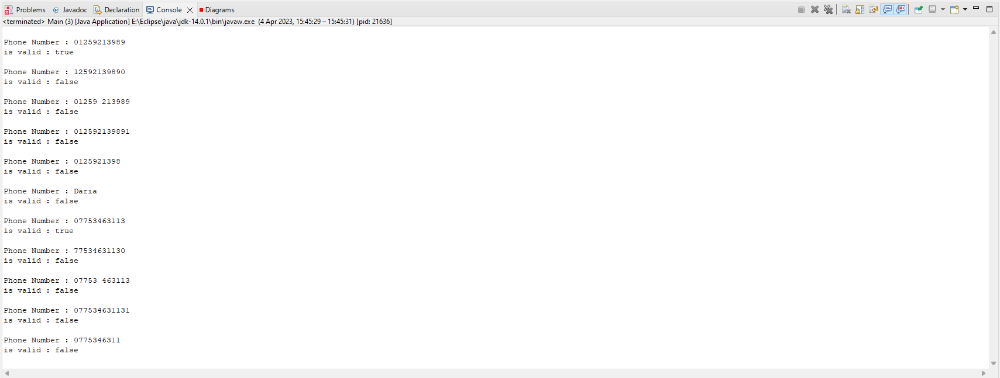 Problems @ Javadoc Declaration Console Diagrams
<terminated> Main (3) [Java Application] E:\Eclipse\java\jdk-14.0.1\bin\javaw.exe (4 Apr 2023, 15:45:29 – 15:45:31) [pid: 21636]
Phone Number : 01259213989
is valid : true
Phone Number : 12592139890
is valid : false
Phone Number : 01259 213989
is valid : false
Phone Number : 012592139891
is valid : false
Phone Number : 0125921398
is valid : false
Phone Number : Daria
is valid : false
Phone Number : 07753463113
is valid : true
Phone Number : 77534631130
is valid : false
Phone Number : 07753 463113
is valid : false
Phone Number : 077534631131
is valid : false
Phone Number : 0775346311
is valid : false